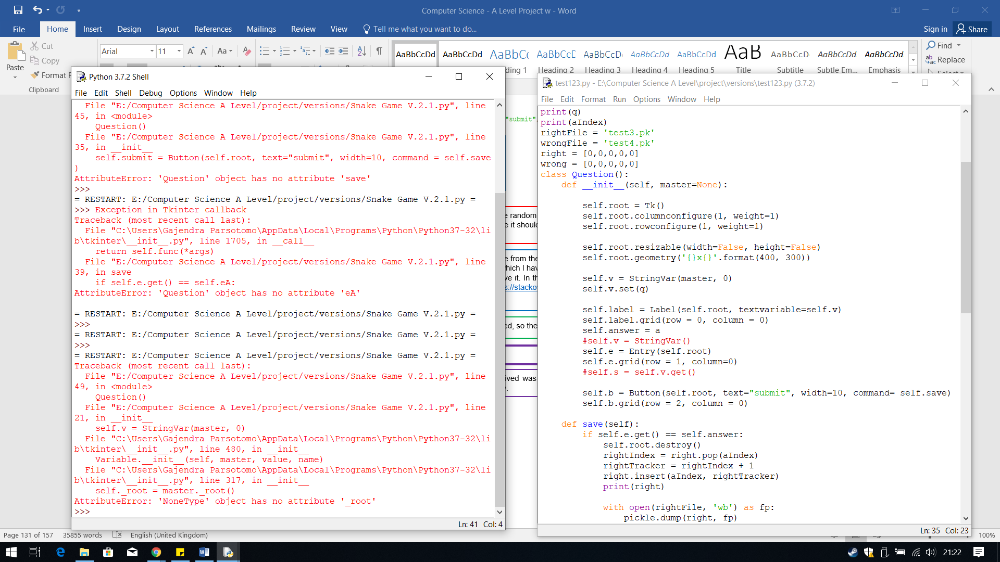 Computer Science - A Level Project w - Word
File Home Insert Design Layout References Mailings Review View Tell me what you want to do... Sign in Share
Cut
Copy
Paste
Format
Clipboard
Arial 11 Aa
AaBbCcDd AaBbCcDd AaBbCc AaBbCcD AaBbCcDc AaBbCcDd AaBbCcDd AaB AaBbCcD AaBbCcDd AaBbCcDd
ding 1 Heading 2 Heading 3 Heading 4 Heading 5 Title Subtitle Subtle Em... Emphasis
Find
Replace
Python 3.7.2 Shell
File Edit Shell Debug Options Window Help
  File "E:/Computer Science A Level/project/versions/Snake Game V.2.1.py", line
45, in <module>
    Question()
  File "E:/Computer Science A Level/project/versions/Snake Game V.2.1.py", line
35, in __init__
    self.submit = Button(self.root, text="submit", width=10, command = self.save
)
AttributeError: 'Question' object has no attribute 'save'
>>>
= RESTART: E:/Computer Science A Level/project/versions/Snake Game V.2.1.py =
>>> Exception in Tkinter callback
Traceback (most recent call last):
  File "C:\Users\Gajendra Parsotomo\AppData\Local\Programs\Python\Python37-32\li
b\tkinter\__init__.py", line 1705, in __call__
    return self.func(*args)
  File "E:/Computer Science A Level/project/versions/Snake Game V.2.1.py", line
39, in save
    if self.e.get() == self.eA:
AttributeError: 'Question' object has no attribute 'eA'
= RESTART: E:/Computer Science A Level/project/versions/Snake Game V.2.1.py =
>>>
= RESTART: E:/Computer Science A Level/project/versions/Snake Game V.2.1.py =
>>>
= RESTART: E:/Computer Science A Level/project/versions/Snake Game V.2.1.py =
Traceback (most recent call last):
  File "E:/Computer Science A Level/project/versions/Snake Game V.2.1.py", line
49, in <module>
    Question()
  File "E:/Computer Science A Level/project/versions/Snake Game V.2.1.py", line
21, in __init__
    self.v = StringVar(master, 0)
  File "C:\Users\Gajendra Parsotomo\AppData\Local\Programs\Python\Python37-32\li
b\tkinter\__init__.py", line 480, in __init__
    Variable.__init__(self, master, value, name)
  File "C:\Users\Gajendra Parsotomo\AppData\Local\Programs\Python\Python37-32\li
b\tkinter\__init__.py", line 317, in __init__
    self._root = master._root()
AttributeError: 'NoneType' object has no attribute '_root'
>>>
Ln: 41 Col: 4
"submit"
e random
e it should
e from the
hich I hav
ve it. In th
s://stacko
ed, so the
ived was
test123.py - E:\Computer Science A Level\project\versions\test123.py (3.7.2)
File Edit Format Run Options Window Help
print(q)
print(aIndex)
rightFile = 'test3.pk'
wrongFile = 'test4.pk'
right = [0,0,0,0,0]
wrong = [0,0,0,0,0]
class Question():
    def __init__(self, master=None):
        self.root = Tk()
        self.root.columnconfigure(1, weight=1)
        self.root.rowconfigure(1, weight=1)
        self.root.resizable(width=False, height=False)
        self.root.geometry('{}x{}'.format(400, 300))
        self.v = StringVar(master, 0)
        self.v.set(q)
        self.label = Label(self.root, textvariable=self.v)
        self.label.grid(row = 0, column = 0)
        self.answer = a
        #self.v = StringVar()
        self.e = Entry(self.root)
        self.e.grid(row = 1, column=0)
        #self.s = self.v.get()
        self.b = Button(self.root, text="submit", width=10, command= self.save)
        self.b.grid(row = 2, column = 0)
    def save(self):
        if self.e.get() == self.answer:
            self.root.destroy()
            rightIndex = right.pop(aIndex)
            rightTracker = rightIndex + 1
            right.insert(aIndex, rightTracker)
            print(right)
            with open(rightFile, 'wb') as fp:
                pickle.dump(right, fp)
Ln: 35 Col: 23
Page 131 of 157 35855 words English (United Kingdom) 100%
21:22